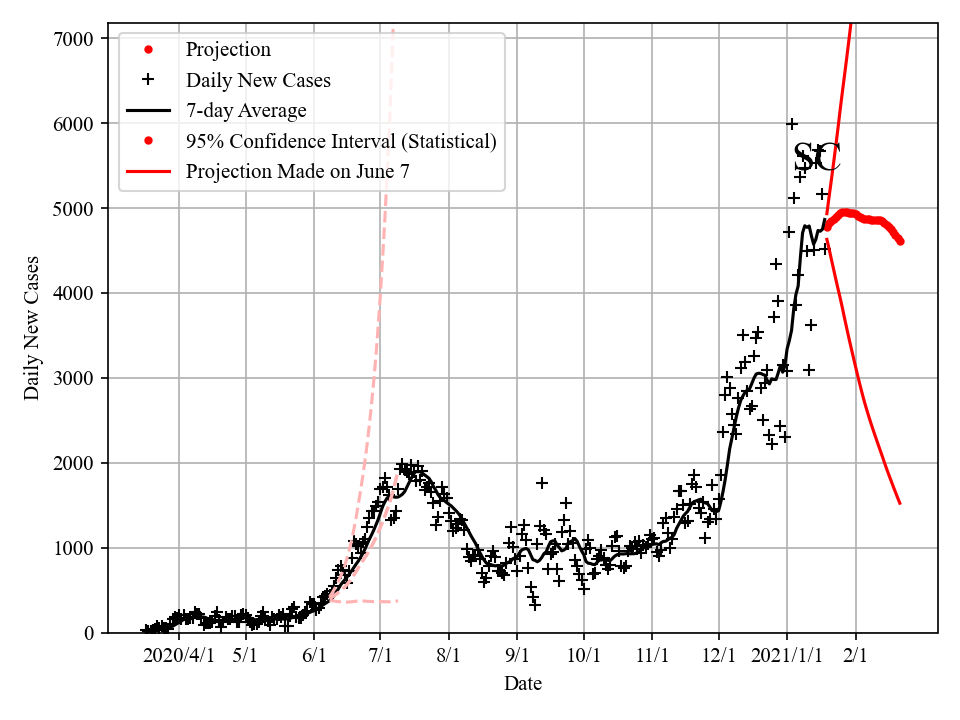 7000
6000
5000
4000
3000
2000
1000
0
Daily New Cases
Projection
Daily New Cases
7-day Average
95% Confidence Interval (Statistical)
Projection Made on June 7
SC
2020/4/1 5/1 6/1 7/1 8/1 9/1 10/1 11/1 12/1 2021/1/1 2/1
Date